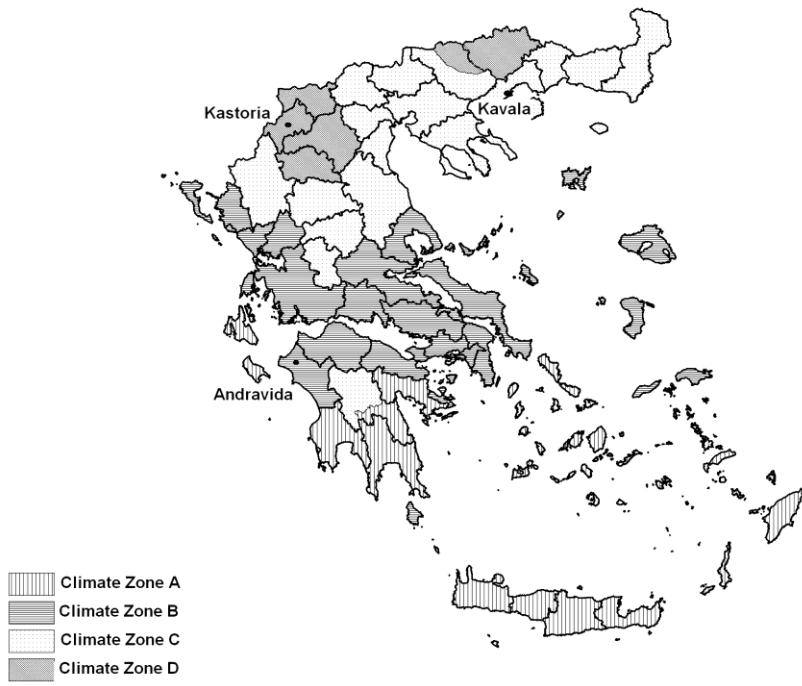 Kastoria
Kavala
Andravida
Climate Zone A
Climate Zone B
Climate Zone C
Climate Zone D